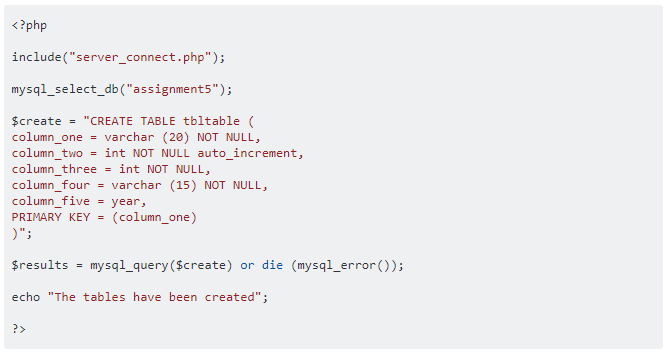 <?php
include("server_connect.php");
mysql_select_db("assignment5");
$create = "CREATE TABLE tbltable (
column_one = varchar (20) NOT NULL,
column_two = int NOT NULL auto_increment,
column_three = int NOT NULL,
column_four = varchar (15) NOT NULL,
column_five = year,
PRIMARY KEY = (column_one)
)";
$results = mysql_query($create) or die (mysql_error());
echo "The tables have been created";
?>